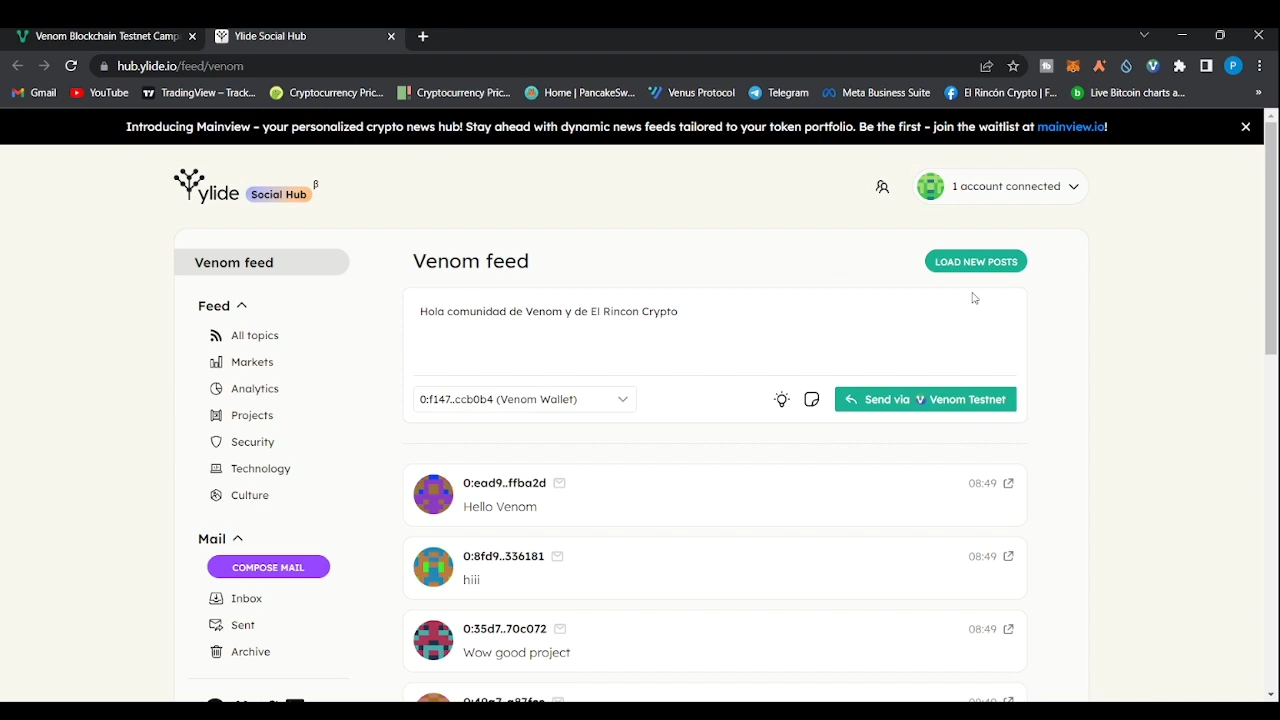 Venom Blockchain Testnet Camp
Ylide Social Hub
hub.ylide.io/feed/venom
Gmail
YouTube
TradingView – Track...
Cryptocurrency Pric...
Cryptocurrency Pric...
Home | PancakeSw...
Venus Protocol
Telegram
Meta Business Suite
El Rincón Crypto | F...
Live Bitcoin charts a...
»
Introducing Mainview – your personalized crypto news hub! Stay ahead with dynamic news feeds tailored to your token portfolio. Be the first – join the waitlist at mainview.io!
Ylide Social Hub β
1 account connected
Venom feed
Feed
All topics
Markets
Analytics
Projects
Security
Technology
Culture
Mail
COMPOSE MAIL
Inbox
Sent
Archive
Venom feed
LOAD NEW POSTS
Hola comunidad de Venom y de El Rincon Crypto
0:f147..ccb0b4 (Venom Wallet)
Send via Venom Testnet
0:ead9..ffba2d
08:49
Hello Venom
0:8fd9..336181
08:49
hiii
0:35d7..70c072
08:49
Wow good project